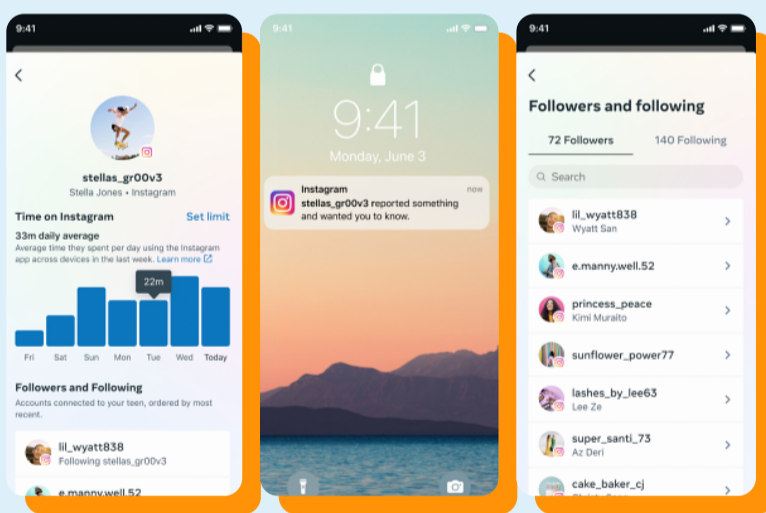 9:41
stellas_gr00v3
Stella Jones • Instagram
Time on Instagram
Set limit
33m daily average
Average time they spent per day using the Instagram
app across devices in the last week. Learn more
22m
Fri Sat Sun Mon Tue Wed Today
Followers and Following
Accounts connected to your teen, ordered by most
recent.
lil_wyatt838
Following stellas_gr00v3
e.manny.well.52
9:41
9:41
Monday, June 3
Instagram
now
stellas_gr00v3 reported something
and wanted you to know.
9:41
Followers and following
72 Followers
140 Following
Search
lil_wyatt838
Wyatt San
e.manny.well.52
princess_peace
Kimi Muraito
sunflower_power77
lashes_by_lee63
Lee Ze
super_santi_73
Az Deri
cake_baker_cj